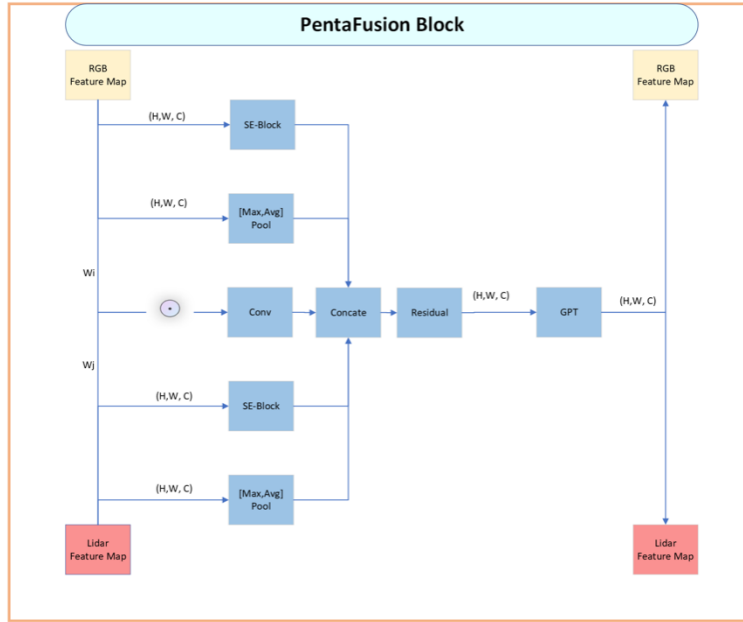 PentaFusion Block
RGB
Feature Map
RGB
Feature Map
(H,W, C)
SE-Block
(H,W, C)
[Max,Avg]
Pool
Wi
Conv
Concate
Residual
(H,W, C)
GPT
(H,W, C)
Wj
(H,W, C)
SE-Block
(H,W, C)
[Max,Avg]
Pool
Lidar
Feature Map
Lidar
Feature Map